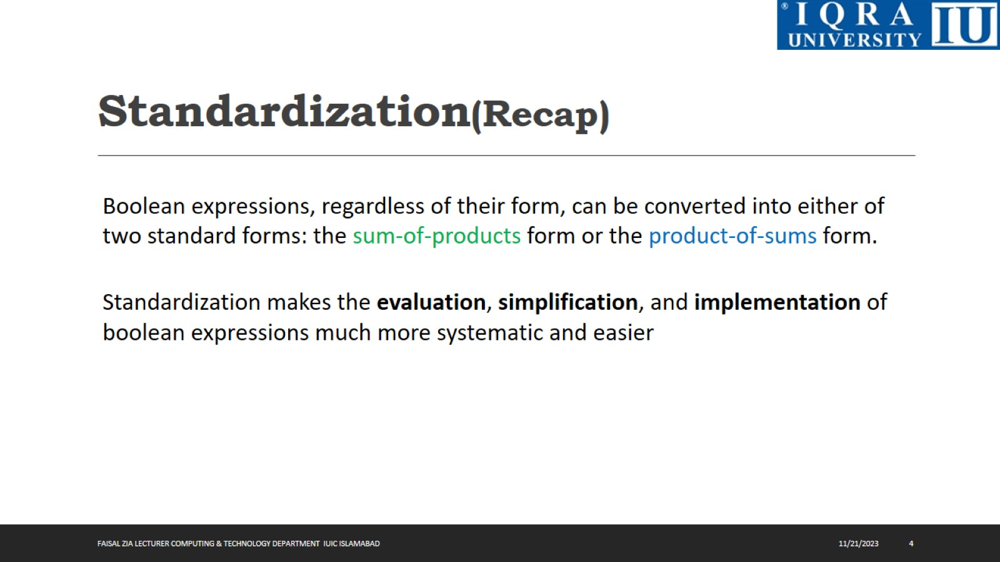 ® IQRA
UNIVERSITY IU
Standardization(Recap)
Boolean expressions, regardless of their form, can be converted into either of
two standard forms: the sum-of-products form or the product-of-sums form.
Standardization makes the evaluation, simplification, and implementation of
boolean expressions much more systematic and easier
FAISAL ZIA LECTURER COMPUTING & TECHNOLOGY DEPARTMENT IUIC ISLAMABAD
11/21/2023 4